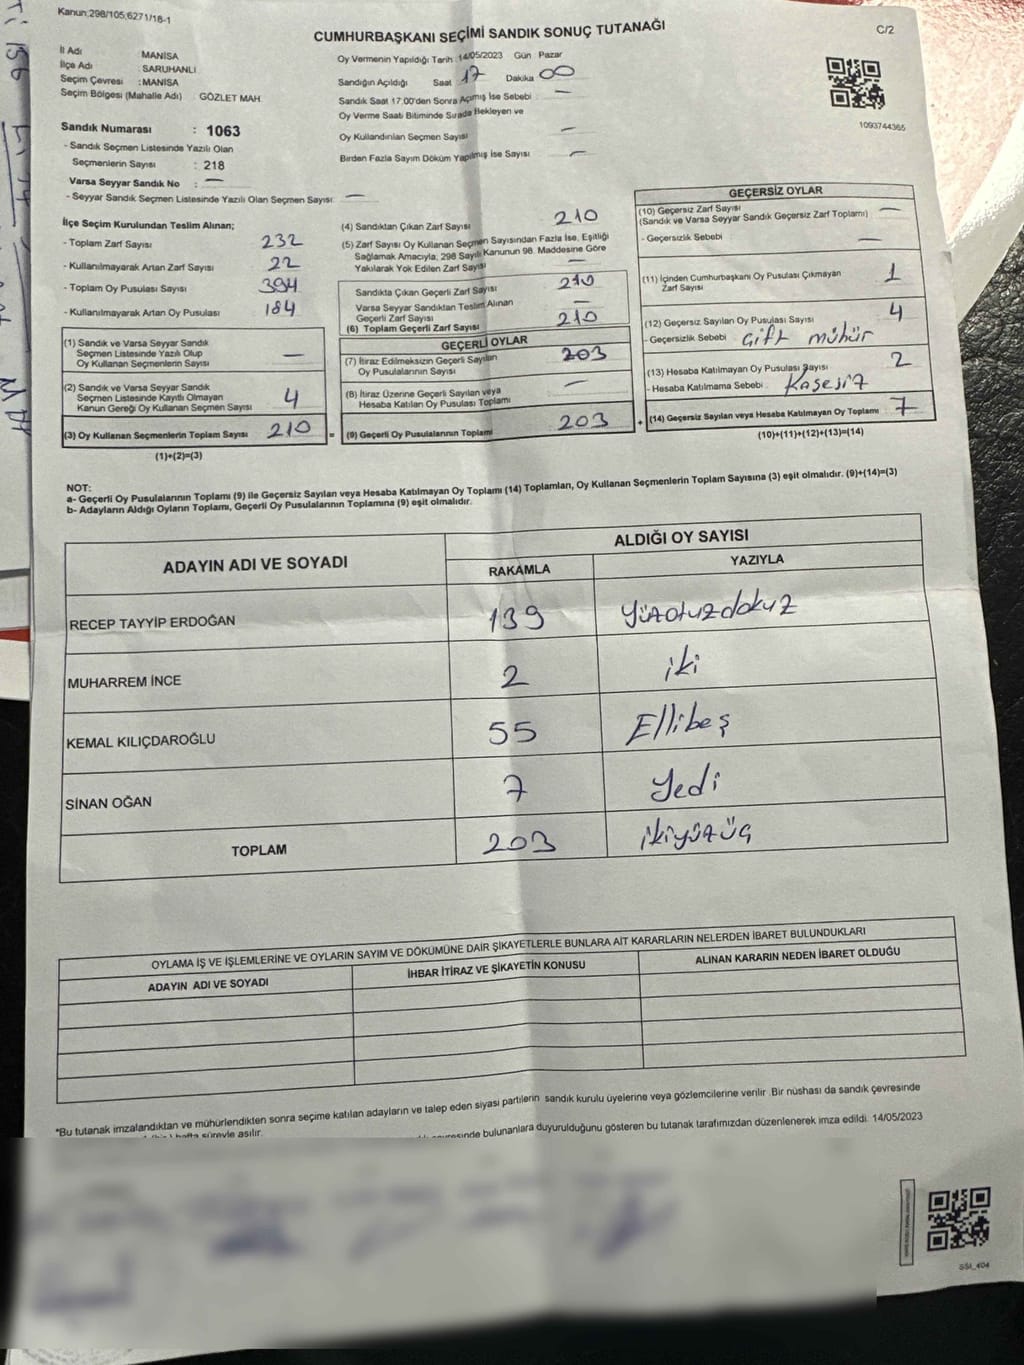 Kanun:298/105;6271/18-1
CUMHURBAŞKANI SEÇİMİ SANDIK SONUÇ TUTANAĞI
C/2
İl Adı MANİSA
İlçe Adı : SARUHANLI
Seçim Çevresi : MANİSA
Seçim Bölgesi (Mahalle Adı) : GÖZLET MAH.
Sandık Numarası : 1063
- Sandık Seçmen Listesinde Yazılı Olan
Seçmenlerin Sayısı : 218
Varsa Seyyar Sandık No : —
- Seyyar Sandık Seçmen Listesinde Yazılı Olan Seçmen Sayısı: —
Oy Vermenin Yapıldığı Tarih :14/05/2023 Gün : Pazar
Sandığın Açıldığı Saat : 17 Dakika : 00
Sandık Saat 17:00'den Sonra Açımış İse Sebebi : —
Oy Verme Saati Bitiminde Sırada Bekleyen ve
Oy Kullandırılan Seçmen Sayısı —
Birden Fazla Sayım Döküm Yapılmış İse Sayısı —
1093744365
İlçe Seçim Kurulundan Teslim Alınan;
- Toplam Zarf Sayısı 232
- Kullanılmayarak Artan Zarf Sayısı 22
- Toplam Oy Pusulası Sayısı 394
- Kullanılmayarak Artan Oy Pusulası 184
(1) Sandık ve Varsa Seyyar Sandık
Seçmen Listesinde Yazılı Olup
Oy Kullanan Seçmenlerin Sayısı —
(2) Sandık ve Varsa Seyyar Sandık
Seçmen Listesinde Kayıtlı Olmayan
Kanun Gereği Oy Kullanan Seçmen Sayısı 4
(3) Oy Kullanan Seçmenlerin Toplam Sayısı 210
(1)+(2)=(3)
=
(4) Sandıktan Çıkan Zarf Sayısı 210
(5) Zarf Sayısı Oy Kullanan Seçmen Sayısından Fazla İse, Eşitliği
Sağlamak Amacıyla, 298 Sayılı Kanunun 98. Maddesine Göre
Yakılarak Yok Edilen Zarf Sayısı —
Sandıkta Çıkan Geçerli Zarf Sayısı 210
Varsa Seyyar Sandıktan Teslim Alınan
Geçerli Zarf Sayısı —
(6) Toplam Geçerli Zarf Sayısı 210
GEÇERLİ OYLAR
(7) İtiraz Edilmeksizin Geçerli Sayılan
Oy Pusulalarının Sayısı 203
(8) İtiraz Üzerine Geçerli Sayılan veya
Hesaba Katılan Oy Pusulası Toplamı —
(9) Geçerli Oy Pusulalarının Toplamı 203
+
GEÇERSİZ OYLAR
(10) Geçersiz Zarf Sayısı —
(Sandık ve Varsa Seyyar Sandık Geçersiz Zarf Toplamı)
- Geçersizlik Sebebi : —
(11) İçinden Cumhurbaşkanı Oy Pusulası Çıkmayan
Zarf Sayısı 1
(12) Geçersiz Sayılan Oy Pusulası Sayısı 4
- Geçersizlik Sebebi : Çift mühür
(13) Hesaba Katılmayan Oy Pusulası Sayısı 2
- Hesaba Katılmama Sebebi : Kaşesiz
(14) Geçersiz Sayılan veya Hesaba Katılmayan Oy Toplamı 7
(10)+(11)+(12)+(13)=(14)
NOT:
a- Geçerli Oy Pusulalarının Toplamı (9) ile Geçersiz Sayılan veya Hesaba Katılmayan Oy Toplamı (14) Toplamları, Oy Kullanan Seçmenlerin Toplam Sayısına (3) eşit olmalıdır. (9)+(14)=(3)
b- Adayların Aldığı Oyların Toplamı, Geçerli Oy Pusulalarının Toplamına (9) eşit olmalıdır.
ADAYIN ADI VE SOYADI ALDIĞI OY SAYISI
RAKAMLA YAZIYLA
RECEP TAYYİP ERDOĞAN 139 Yüzotuzdokuz
MUHARREM İNCE 2 iki
KEMAL KILIÇDAROĞLU 55 Ellibeş
SİNAN OĞAN 7 Yedi
TOPLAM 203 ikiyüzüç
OYLAMA İŞ VE İŞLEMLERİNE VE OYLARIN SAYIM VE DÖKÜMÜNE DAİR ŞİKAYETLERLE BUNLARA AİT KARARLARIN NELERDEN İBARET BULUNDUKLARI
ADAYIN ADI VE SOYADI İHBAR İTİRAZ VE ŞİKAYETİN KONUSU ALINAN KARARIN NEDEN İBARET OLDUĞU
*Bu tutanak imzalandıktan ve mühürlendikten sonra seçime katılan adayların ve talep eden siyasi partilerin sandık kurulu üyelerine veya gözlemcilerine verilir .Bir nüshası da sandık çevresinde
hafta süreyle asılır.
bulunanlara duyurulduğunu gösteren bu tutanak tarafımızdan düzenlenerek imza edildi. 14/05/2023
SSİ_404